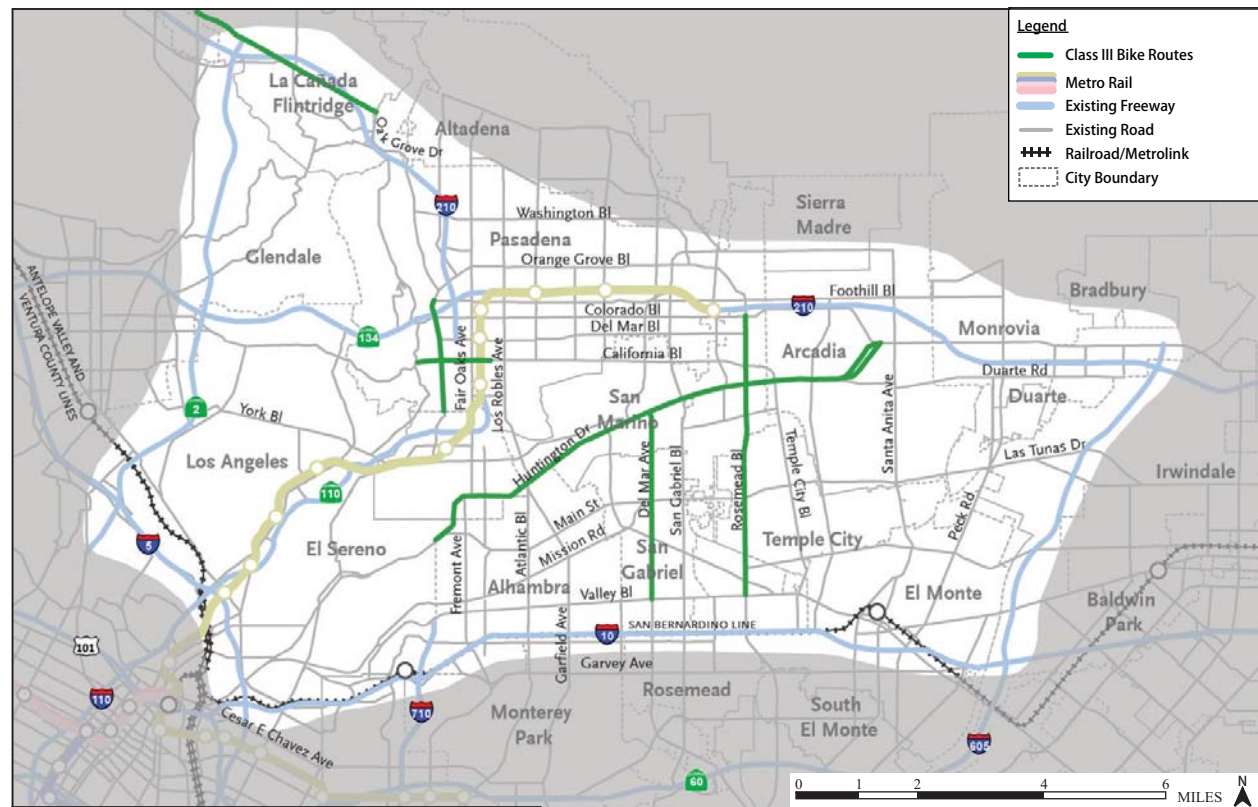 Legend
Class III Bike Routes
Metro Rail
Existing Freeway
Existing Road
Railroad/Metrolink
City Boundary
La Cañada
Flintridge
Oak Grove Dr
Altadena
210
Washington Bl
Sierra
Madre
Pasadena
Glendale
Orange Grove Bl
ANTELOPE VALLEY AND
VENTURA COUNTY LINES
Foothill Bl
Bradbury
210
Colorado Bl
Del Mar Bl
Monrovia
134
California Bl
Arcadia
Fair Oaks Ave
Los Robles Ave
Duarte Rd
Duarte
2
York Bl
San
Marino
Huntington Dr
Santa Anita Ave
Las Tunas Dr
Los Angeles
Del Mar Ave
San Gabriel Bl
Rosemead Bl
Temple City Bl
Irwindale
110
Main St
Mission Rd
Peck Rd
5
El Sereno
Atlantic Bl
Fremont Ave
San
Gabriel
Temple City
Alhambra
Valley Bl
El Monte
Baldwin
Park
SAN BERNARDINO LINE
10
101
Garfield Ave
Garvey Ave
110
Rosemead
710
Monterey
Park
South
El Monte
Cesar E Chavez Ave
605
60
0 1 2 4 6
MILES
N